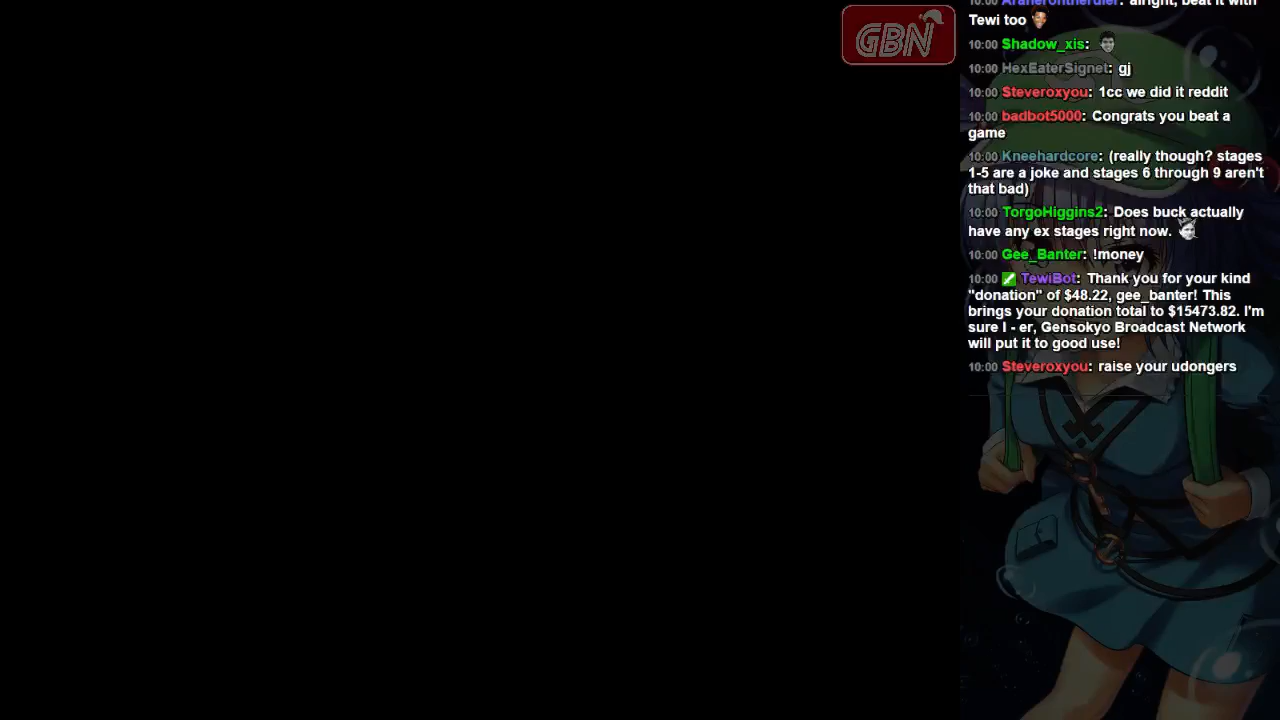 GBN
10:00 Araneronthefdler: alright, beat it with
Tewi too
10:00 Shadow_xis:
10:00 HexEaterSignet: gj
10:00 Steveroxyou: 1cc we did it reddit
10:00 badbot5000: Congrats you beat a
game
10:00 Kneehardcore: (really though? stages
1-5 are a joke and stages 6 through 9 aren't
that bad)
10:00 TorgoHiggins2: Does buck actually
have any ex stages right now.
10:00 Gee_Banter: !money
10:00 TewiBot: Thank you for your kind
"donation" of $48.22, gee_banter! This
brings your donation total to $15473.82. I'm
sure I - er, Gensokyo Broadcast Network
will put it to good use!
10:00 Steveroxyou: raise your udongers